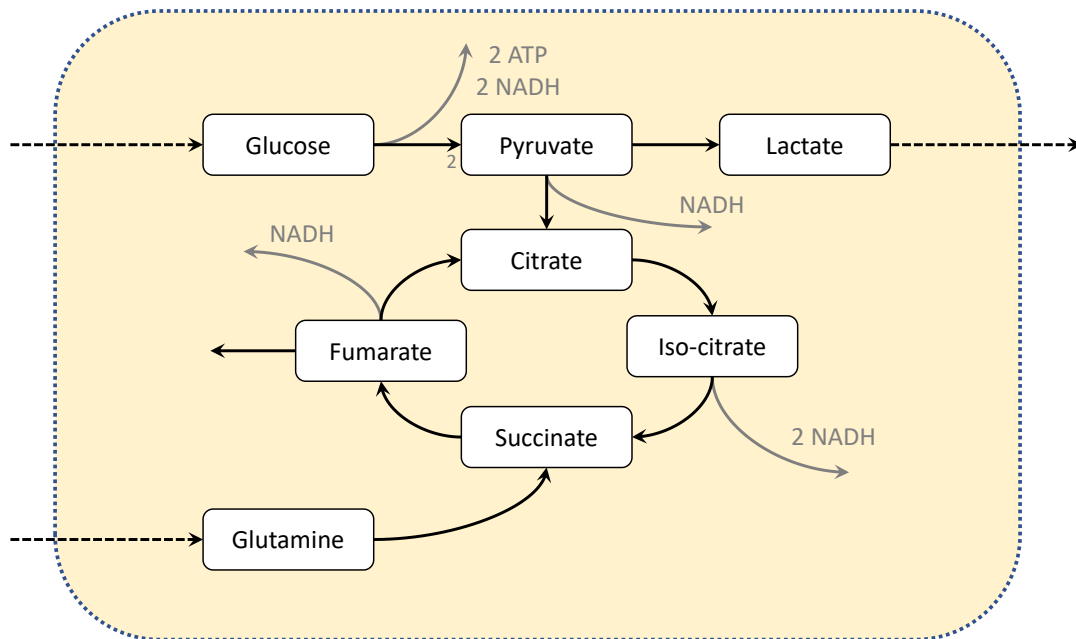 2 ATP
2 NADH
Glucose
Pyruvate
Lactate
2
NADH
NADH
Citrate
Fumarate
Iso-citrate
Succinate
2 NADH
Glutamine